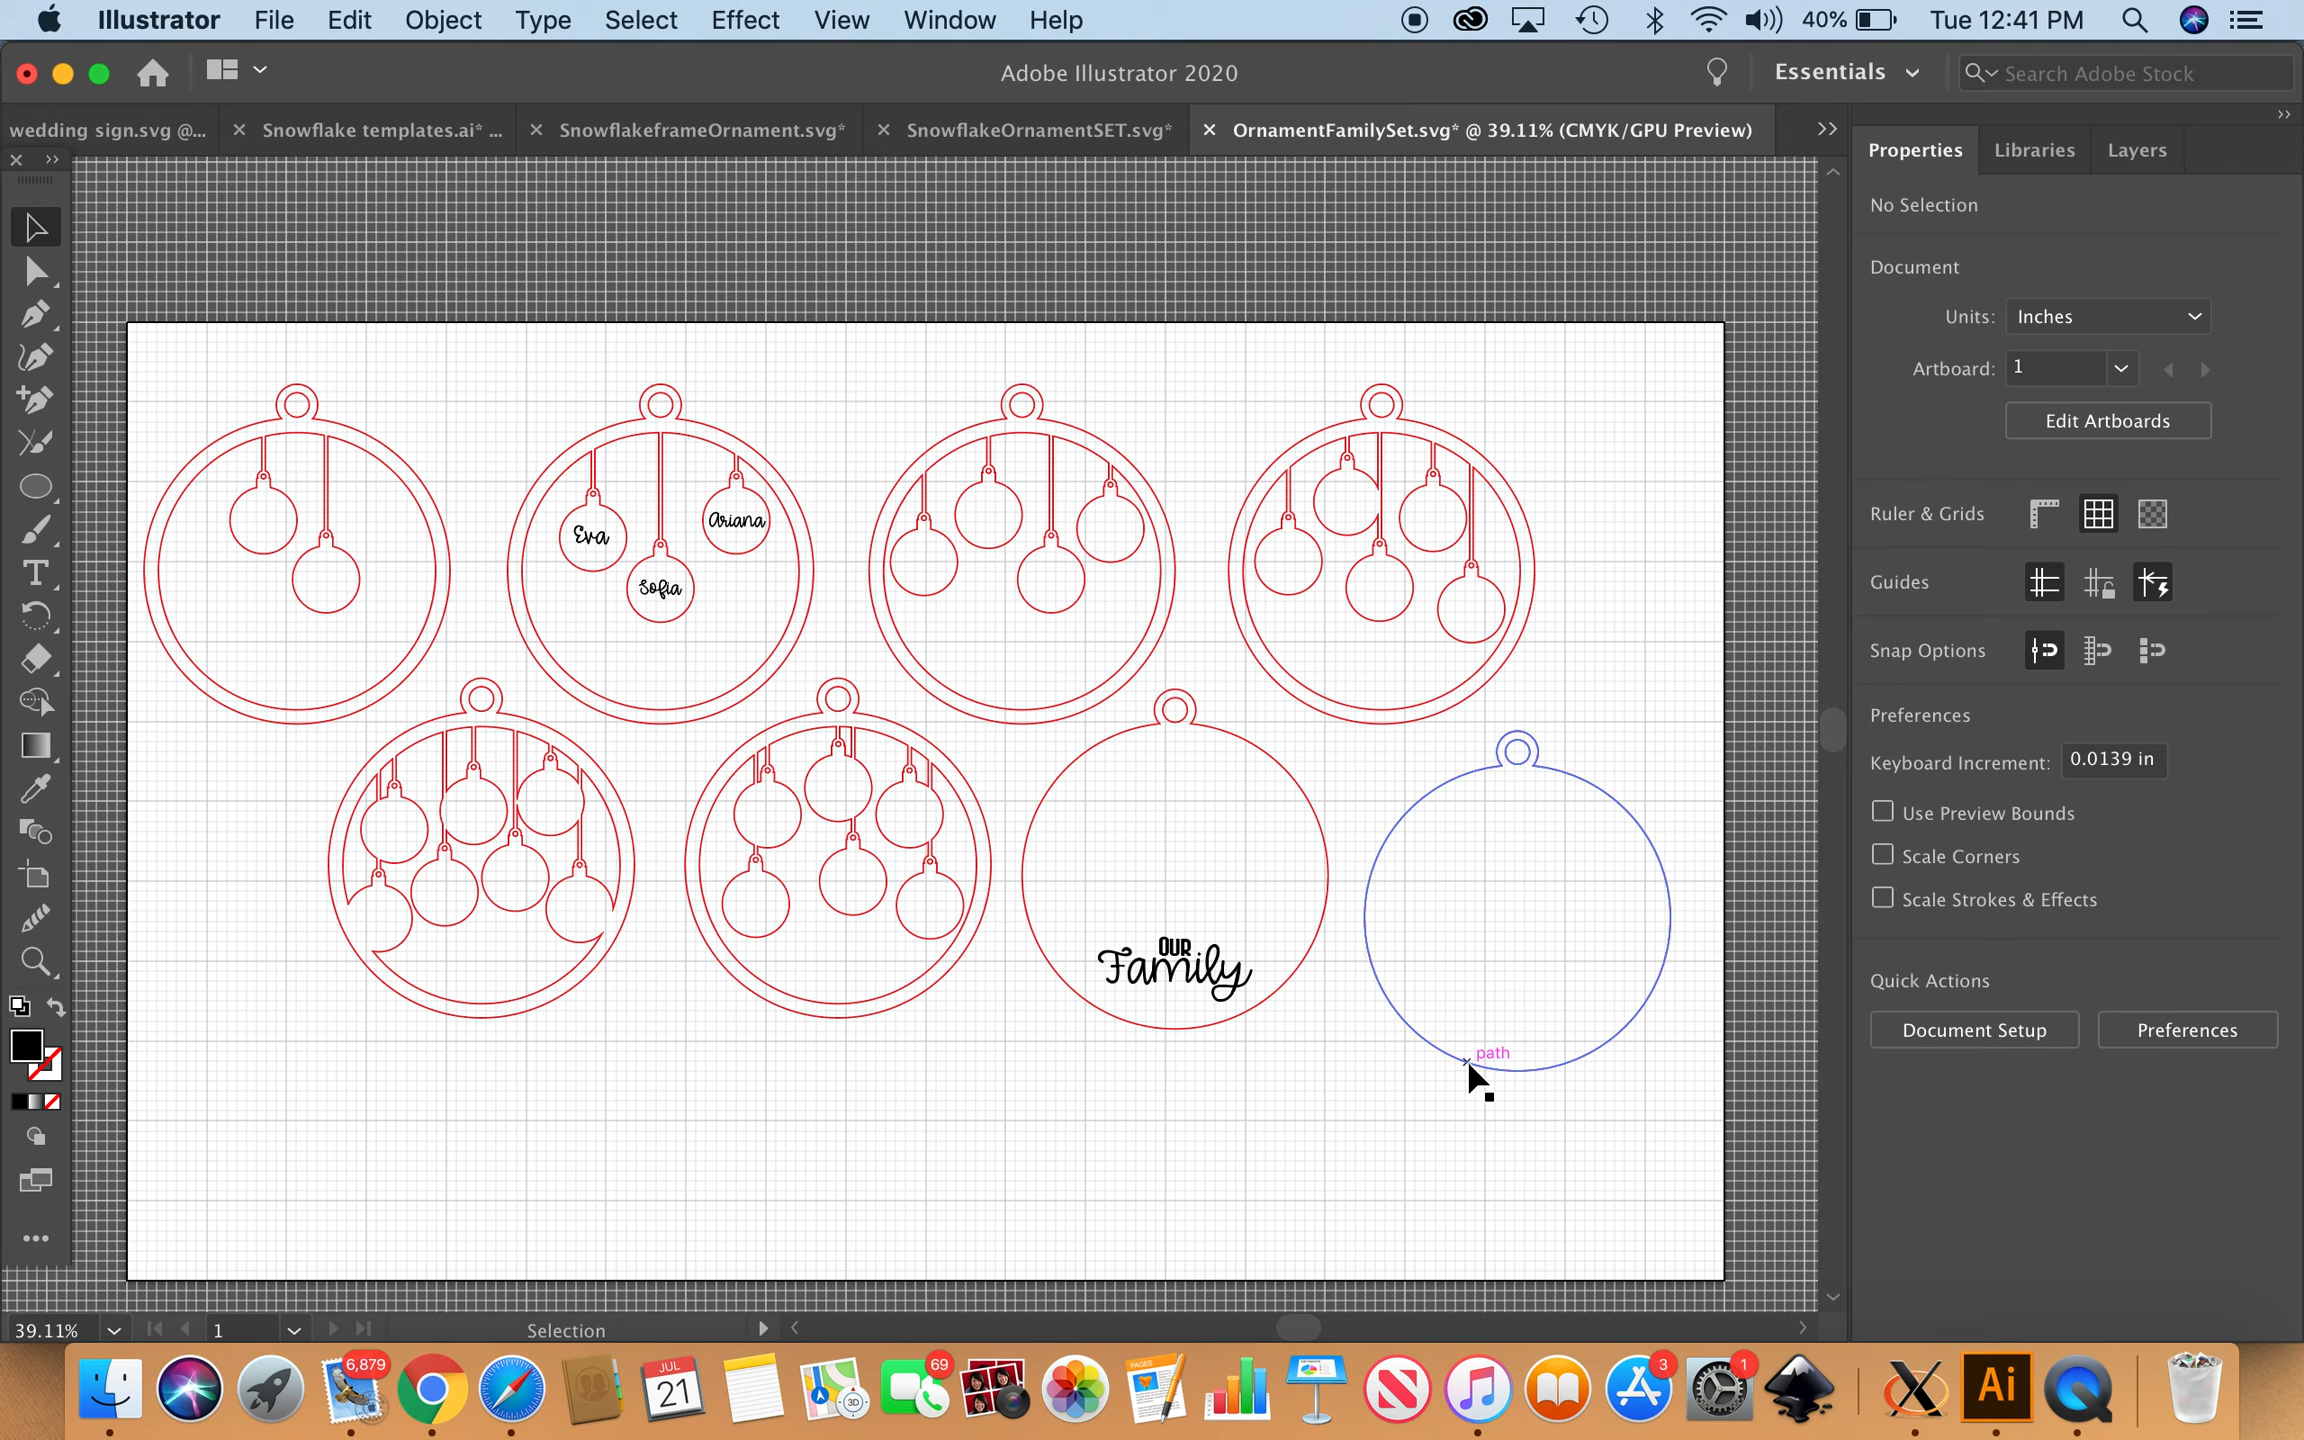 Illustrator File Edit Object Type Select Effect View Window Help 40% Tue 12:41 PM
Adobe Illustrator 2020 Essentials Search Adobe Stock
wedding sign.svg @... Snowflake templates.ai* ... SnowflakeframeOrnament.svg* SnowflakeOrnamentSET.svg* OrnamentFamilySet.svg* @ 39.11% (CMYK/GPU Preview)
Properties Libraries Layers
No Selection
Document
Units: Inches
Artboard: 1
Edit Artboards
Ruler & Grids
Guides
Snap Options
Preferences
Keyboard Increment: 0.0139 in
Use Preview Bounds
Scale Corners
Scale Strokes & Effects
Quick Actions
Document Setup Preferences
Eva
Sofia
Ariana
OUR
Family
path
39.11% 1 Selection
6,879
JUL
21
3D
69
PAGES
3
1
Ai